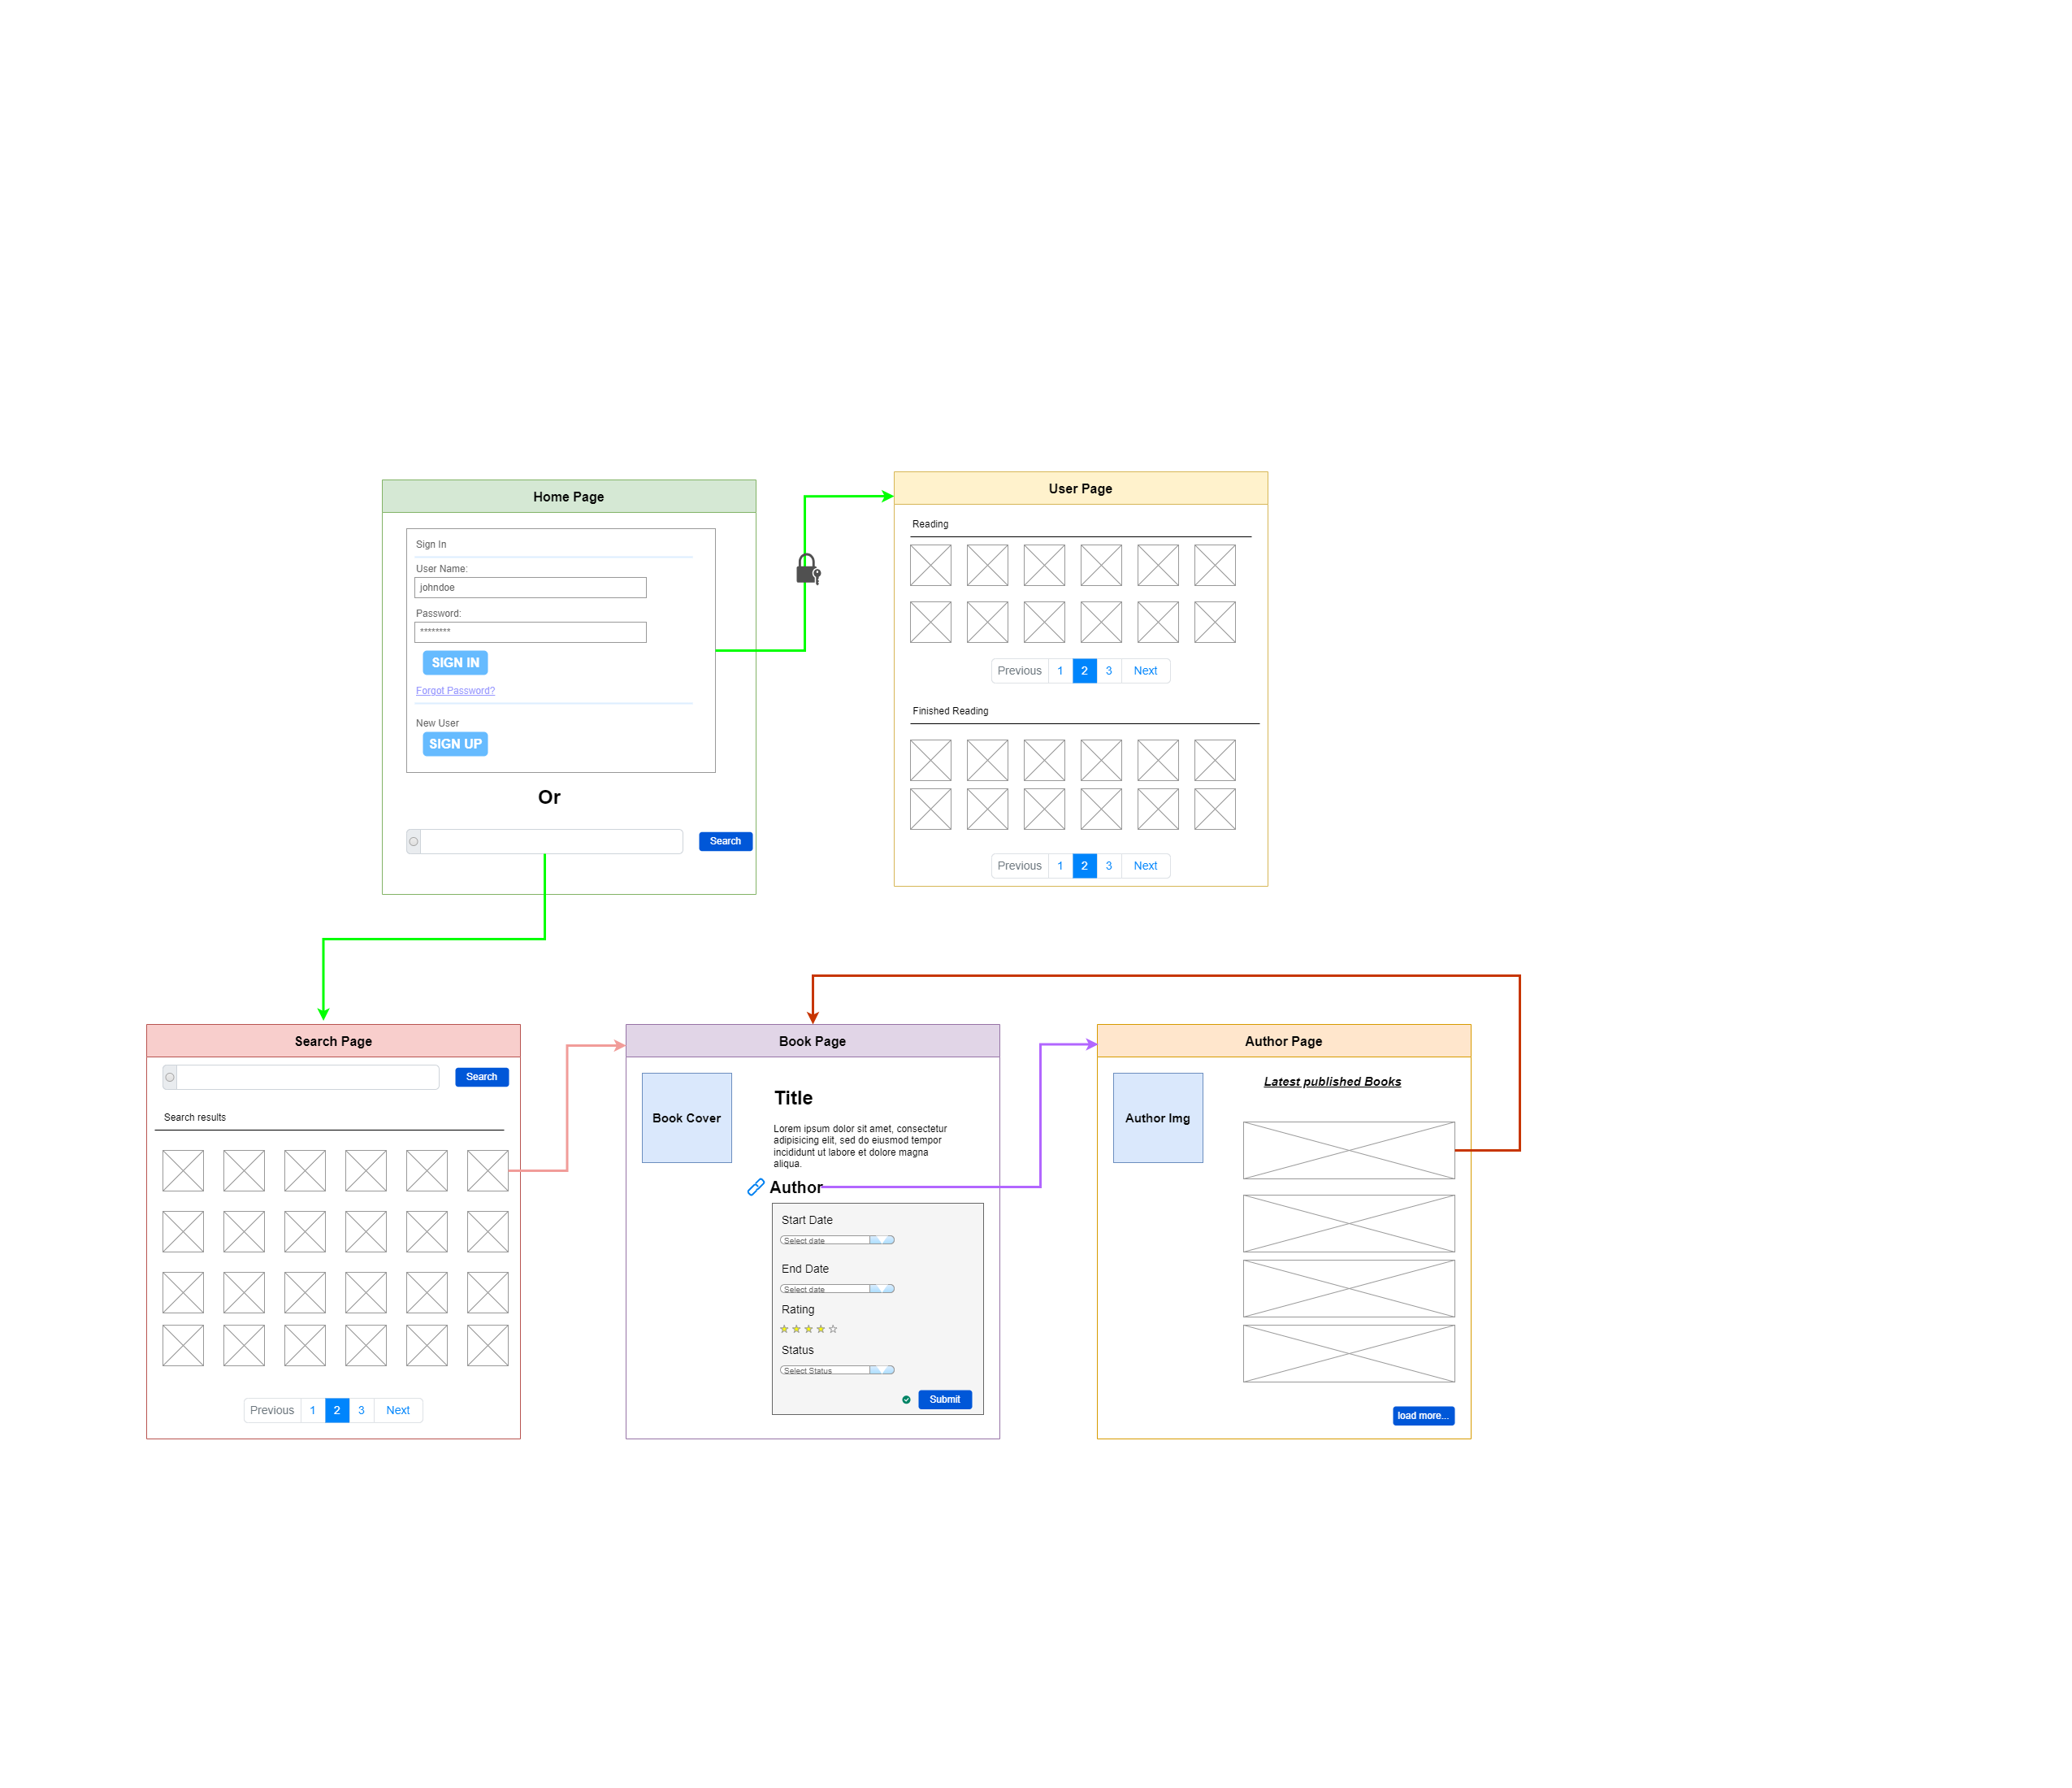 Home Page
Sign In
User Name:
johndoe
Password:
********
SIGN IN
Forgot Password?
New User
SIGN UP
Or
Search
User Page
Reading
Previous 1 2 3 Next
Finished Reading
Previous 1 2 3 Next
Search Page
Search
Search results
Previous 1 2 3 Next
Book Page
Book Cover
Title
Lorem ipsum dolor sit amet, consectetur
adipisicing elit, sed do eiusmod tempor
incididunt ut labore et dolore magna
aliqua.
Author
Start Date
Select date
End Date
Select date
Rating
Status
Select Status
Submit
Author Page
Author Img
Latest published Books
load more...